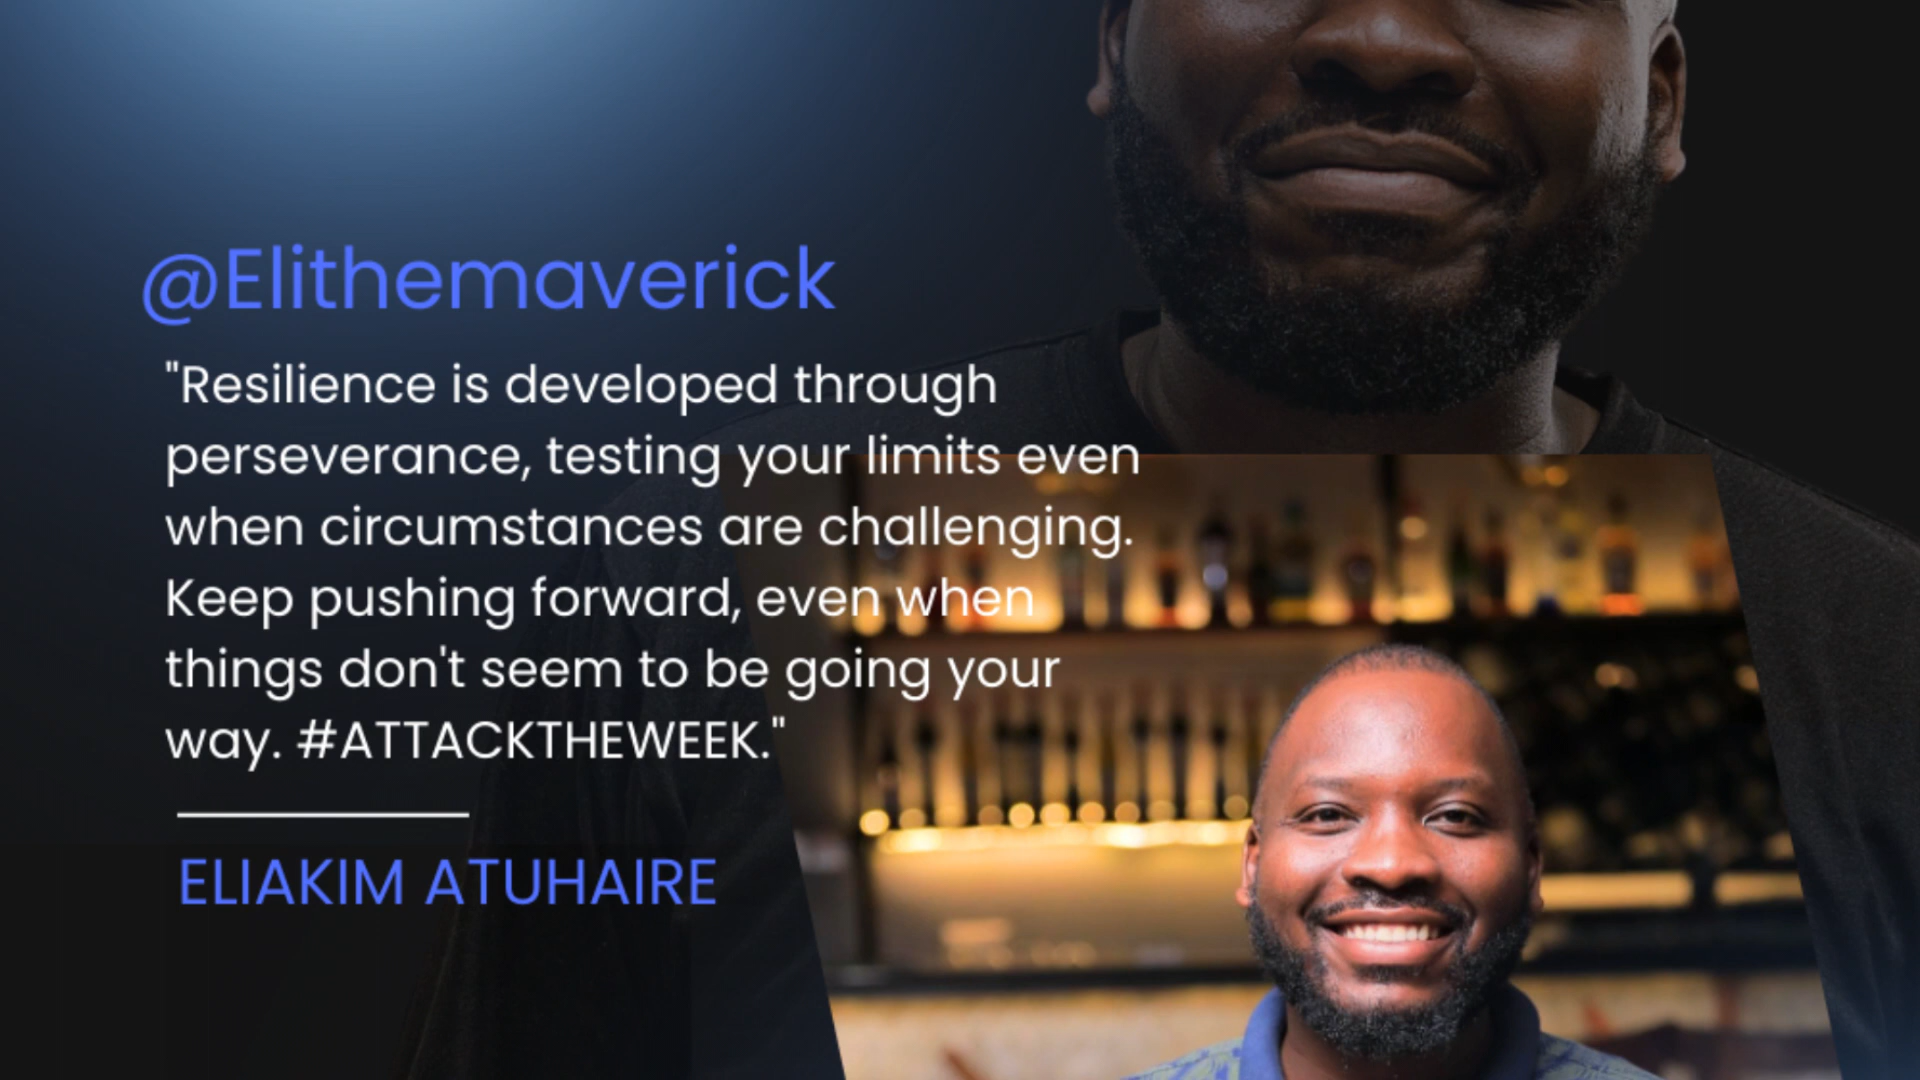 @Elithemaverick
"Resilience is developed through
perseverance, testing your limits even
when circumstances are challenging.
Keep pushing forward, even when
things don't seem to be going your
way. #ATTACKTHEWEEK."
ELIAKIM ATUHAIRE